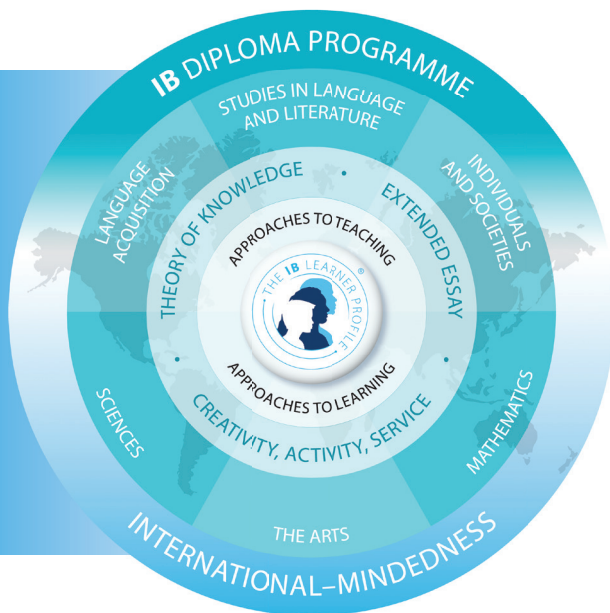 IB DIPLOMA PROGRAMME
STUDIES IN LANGUAGE
AND LITERATURE
LANGUAGE
ACQUISITION
INDIVIDUALS
AND SOCIETIES
THEORY OF KNOWLEDGE
•
EXTENDED ESSAY
APPROACHES TO TEACHING
THE IB LEARNER PROFILE ®
APPROACHES TO LEARNING
•
CREATIVITY, ACTIVITY, SERVICE
•
SCIENCES
MATHEMATICS
THE ARTS
INTERNATIONAL–MINDEDNESS